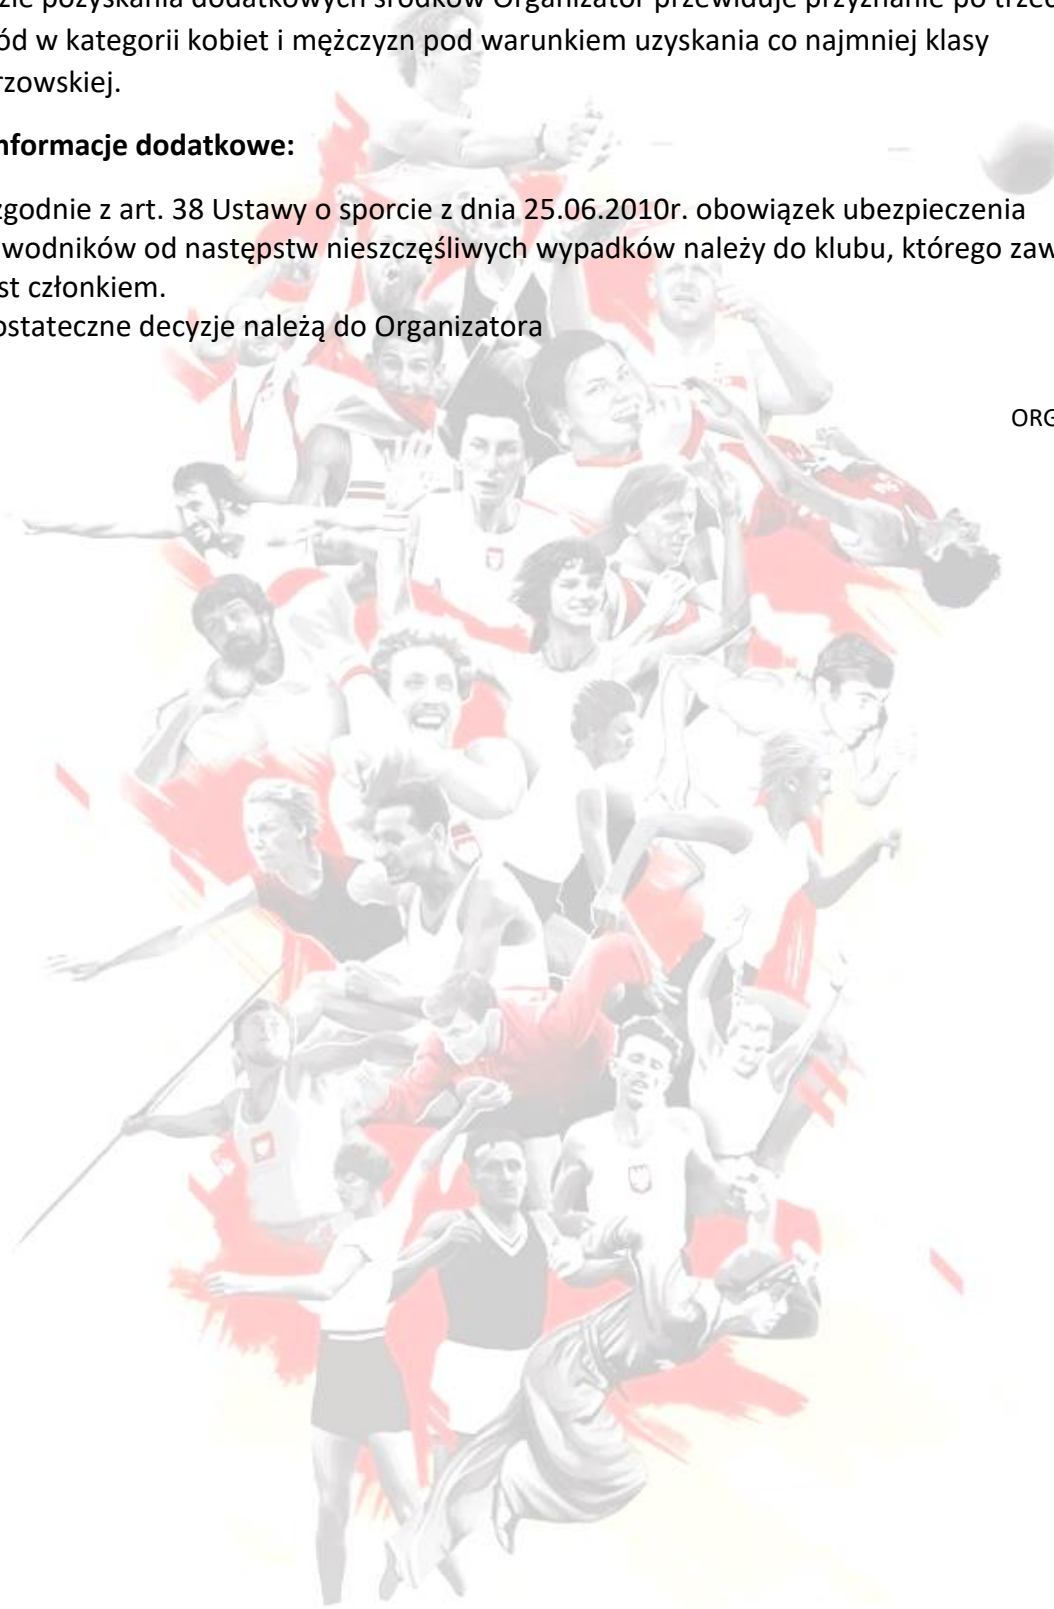 zie pozyskania dodatkowych środków Organizator przewiduje przyznanie po trzec
ód w kategorii kobiet i mężczyzn pod warunkiem uzyskania co najmniej klasy
rzowskiej.
nformacje dodatkowe:
zgodnie z art. 38 Ustawy o sporcie z dnia 25.06.2010r. obowiązek ubezpieczenia
wodników od następstw nieszczęśliwych wypadków należy do klubu, którego zaw
st członkiem.
ostateczne decyzje należą do Organizatora
ORG